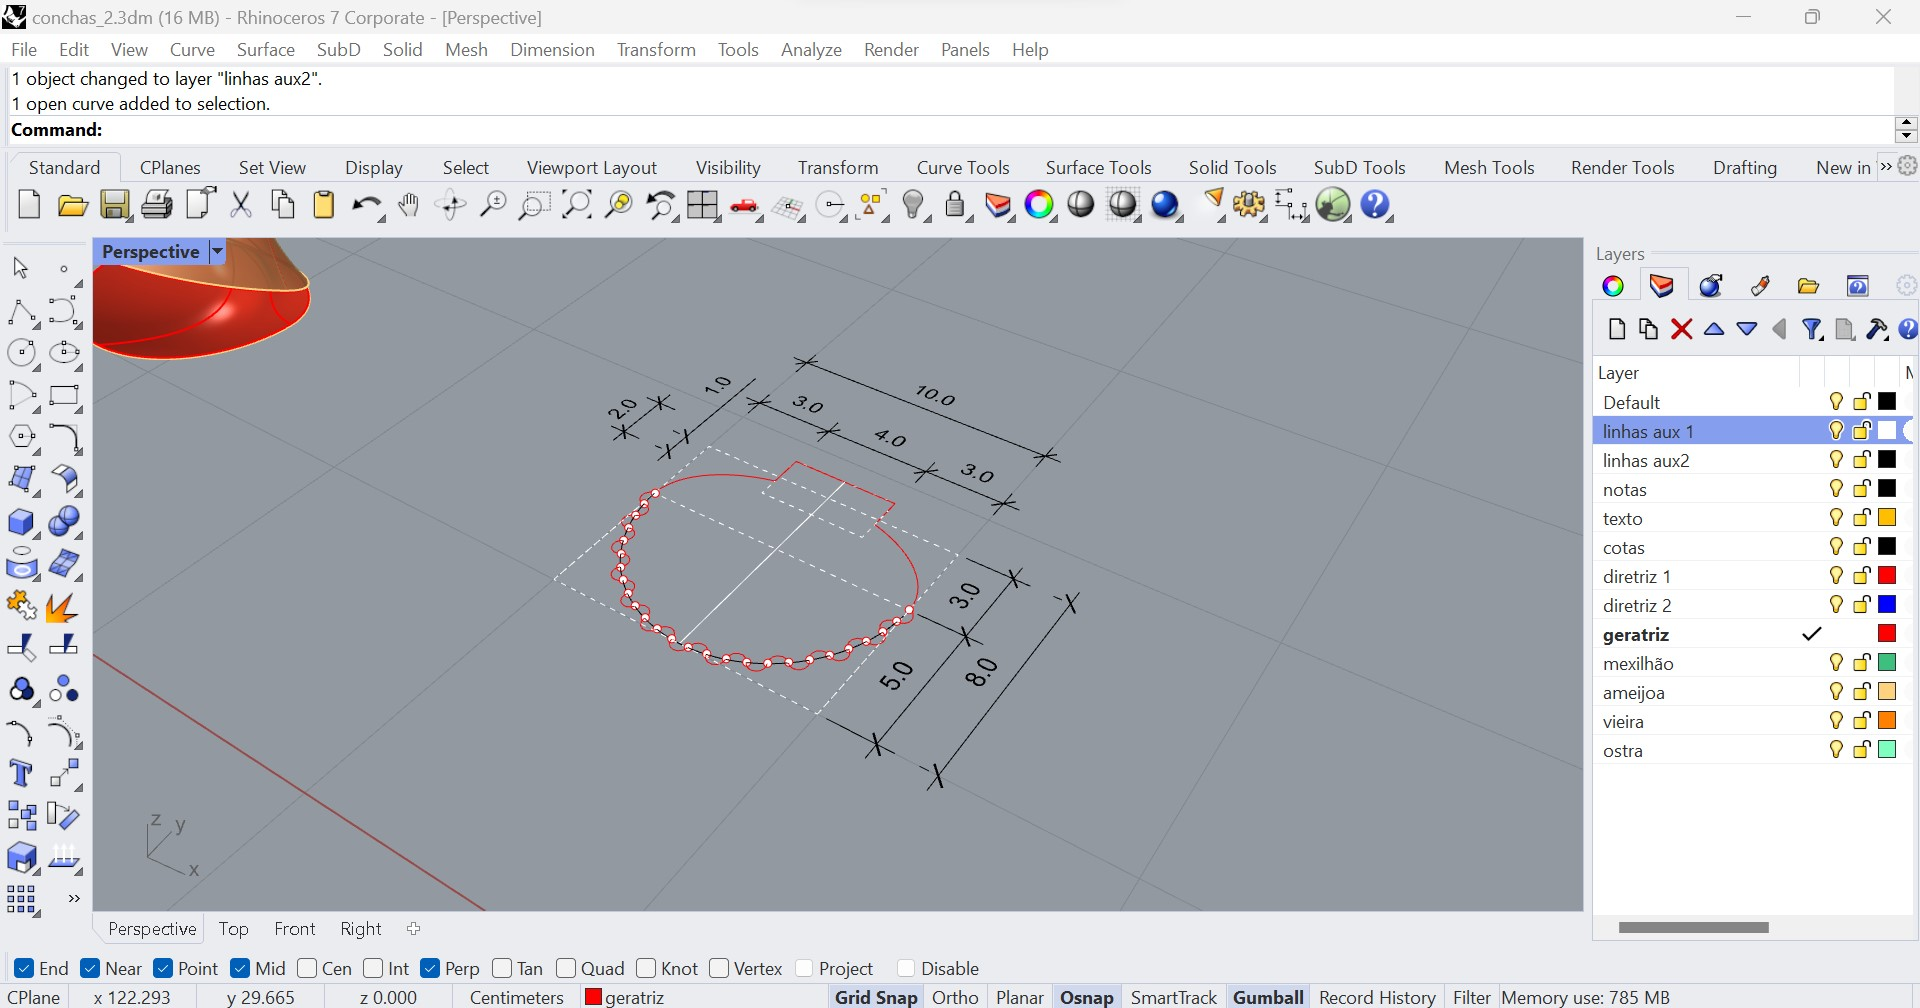 conchas_2.3dm (16 MB) - Rhinoceros 7 Corporate - [Perspective]
File Edit View Curve Surface SubD Solid Mesh Dimension Transform Tools Analyze Render Panels Help
1 object changed to layer "linhas aux2".
1 open curve added to selection.
Command:
Standard CPlanes Set View Display Select Viewport Layout Visibility Transform Curve Tools Surface Tools Solid Tools SubD Tools Mesh Tools Render Tools Drafting New in
Perspective
Layers
Layer
Default
linhas aux 1
linhas aux2
notas
texto
cotas
diretriz 1
diretriz 2
geratriz
mexilhão
ameijoa
vieira
ostra
2.0
1.0
10.0
3.0
4.0
3.0
3.0
5.0
8.0
z
y
x
Perspective Top Front Right
End Near Point Mid Cen Int Perp Tan Quad Knot Vertex Project Disable
CPlane x 122.293 y 29.665 z 0.000 Centimeters geratriz Grid Snap Ortho Planar Osnap SmartTrack Gumball Record History Filter Memory use: 785 MB